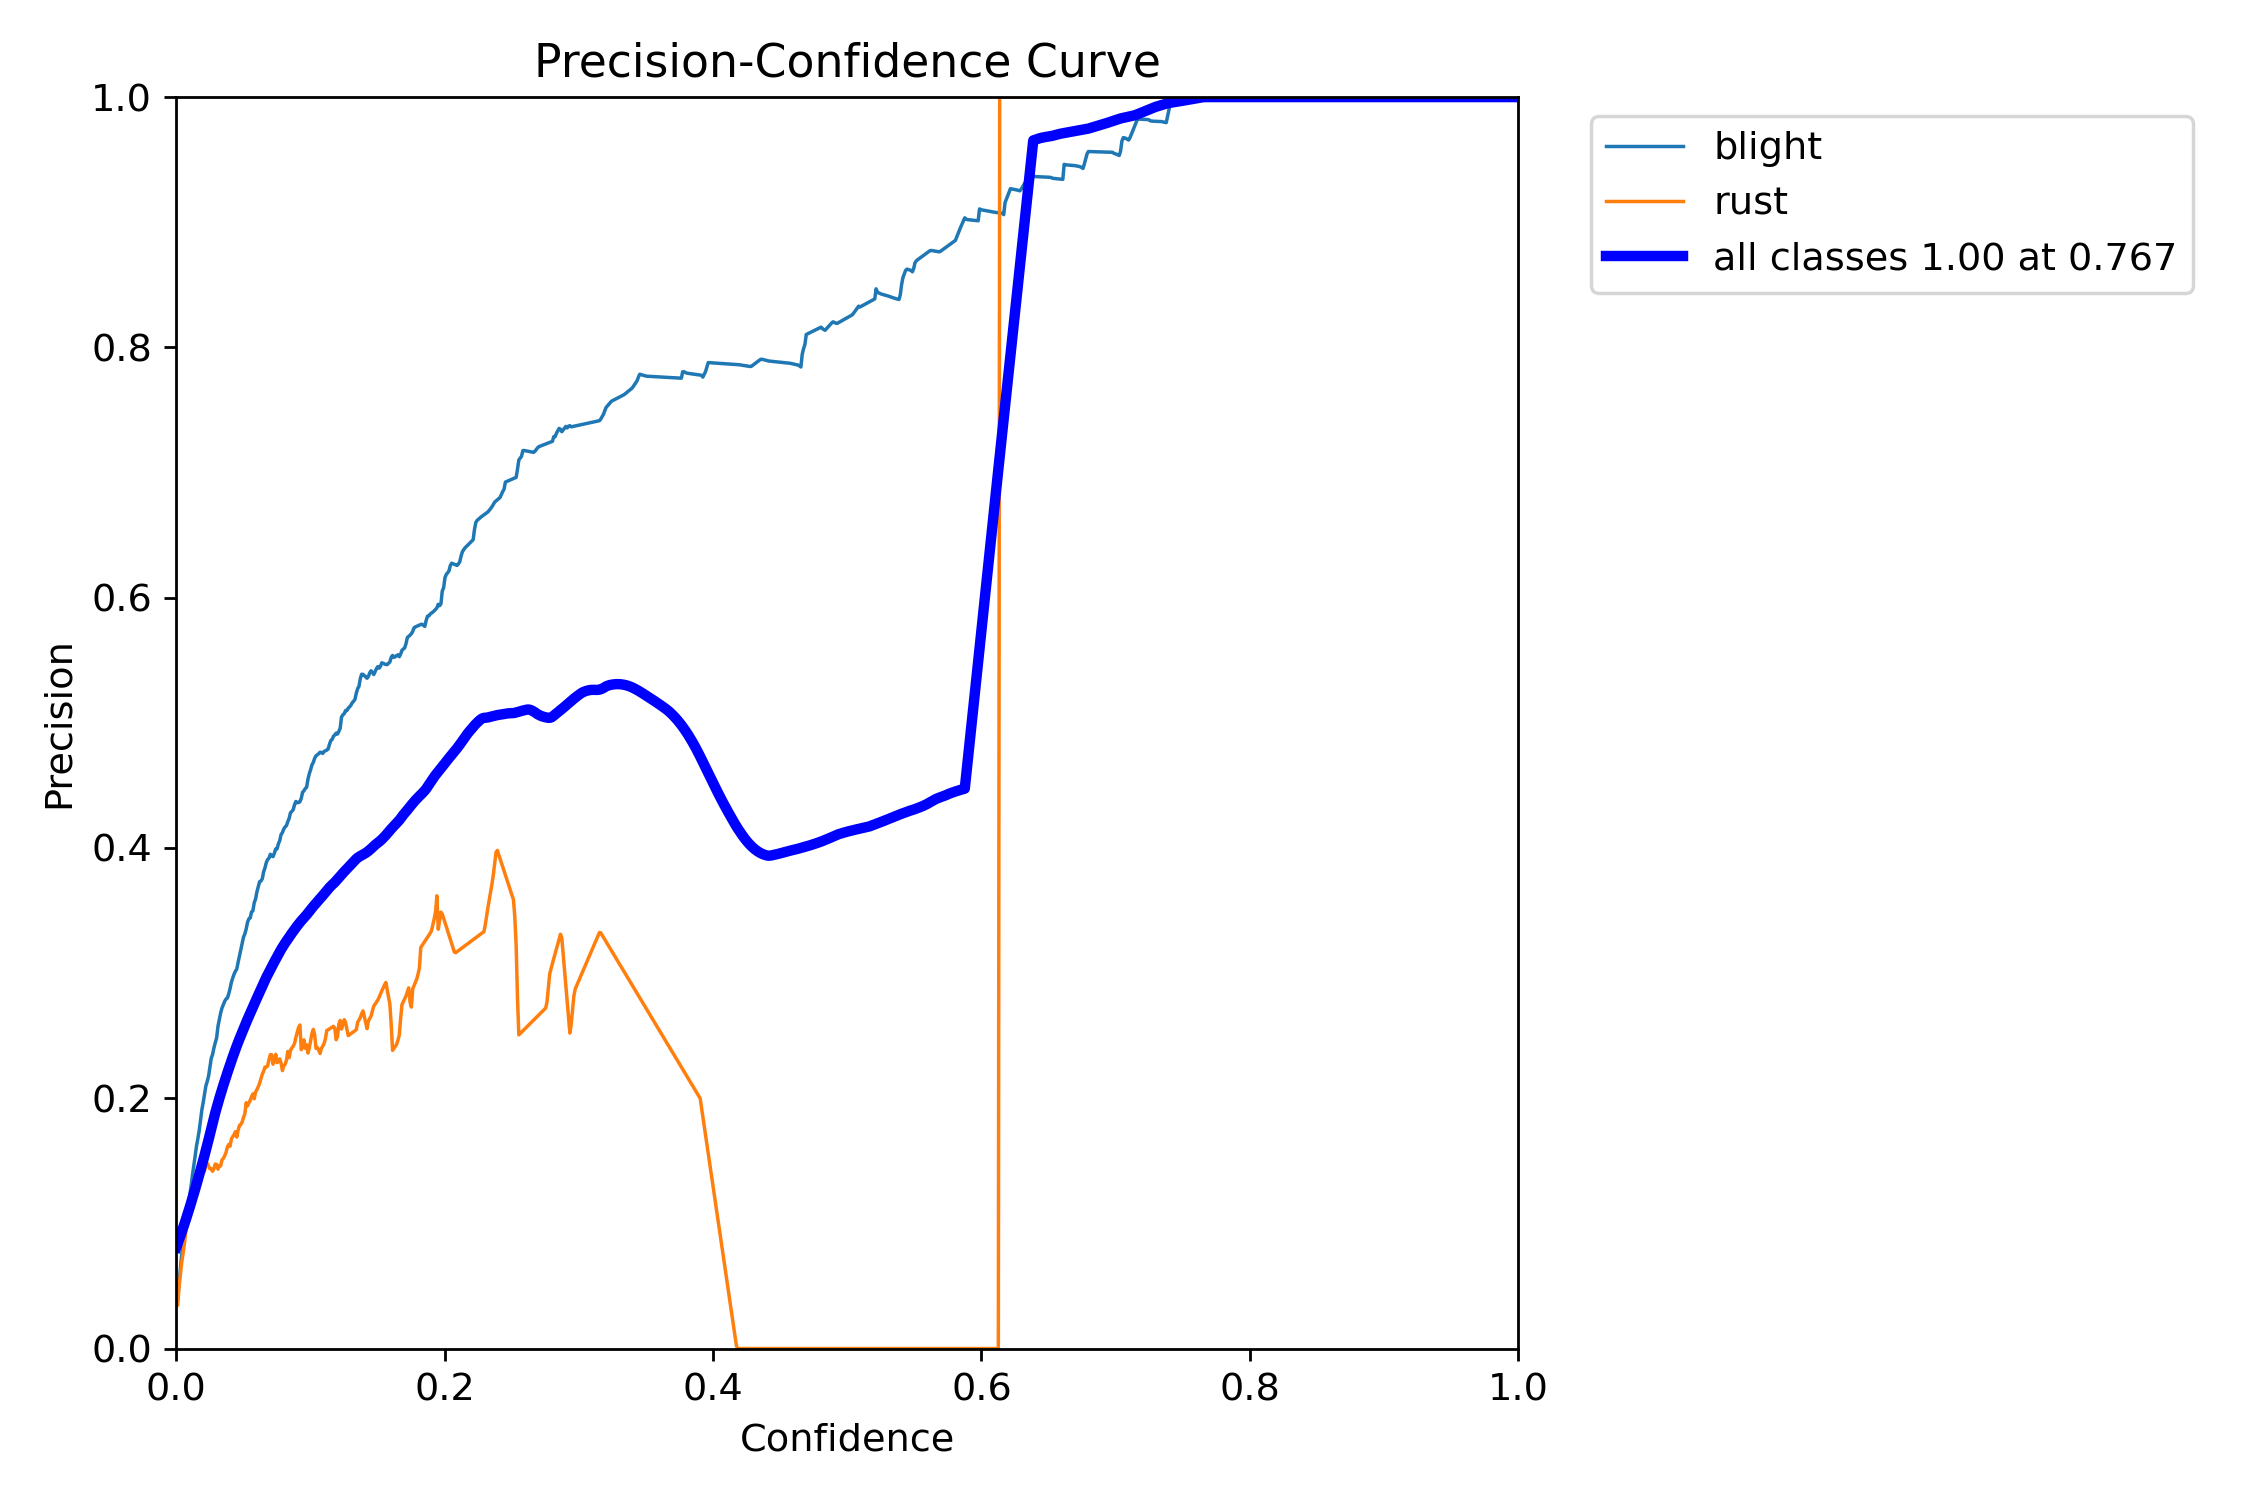 Precision-Confidence Curve
1.0
0.8
0.6
0.4
0.2
0.0
Precision
0.0 0.2 0.4 0.6 0.8 1.0
Confidence
blight
rust
all classes 1.00 at 0.767